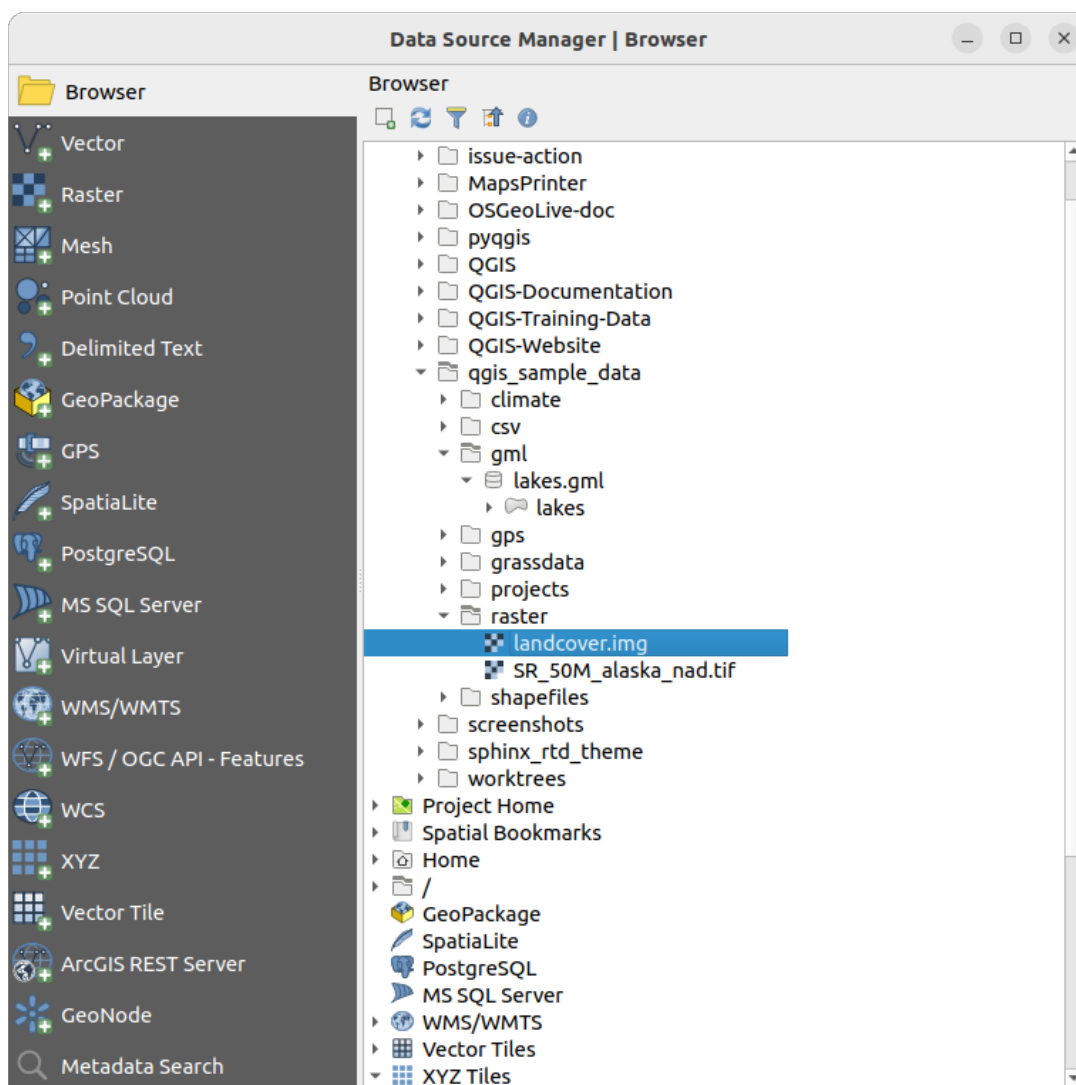 Data Source Manager | Browser
Browser
Vector
Raster
Mesh
Point Cloud
Delimited Text
GeoPackage
GPS
SpatiaLite
PostgreSQL
MS SQL Server
Virtual Layer
WMS/WMTS
WFS / OGC API - Features
WCS
XYZ
Vector Tile
ArcGIS REST Server
GeoNode
Metadata Search
Browser
issue-action
MapsPrinter
OSGeoLive-doc
pyqgis
QGIS
QGIS-Documentation
QGIS-Training-Data
QGIS-Website
qgis_sample_data
climate
csv
gml
lakes.gml
lakes
gps
grassdata
projects
raster
landcover.img
SR_50M_alaska_nad.tif
shapefiles
screenshots
sphinx_rtd_theme
worktrees
Project Home
Spatial Bookmarks
Home
/
GeoPackage
SpatiaLite
PostgreSQL
MS SQL Server
WMS/WMTS
Vector Tiles
XYZ Tiles